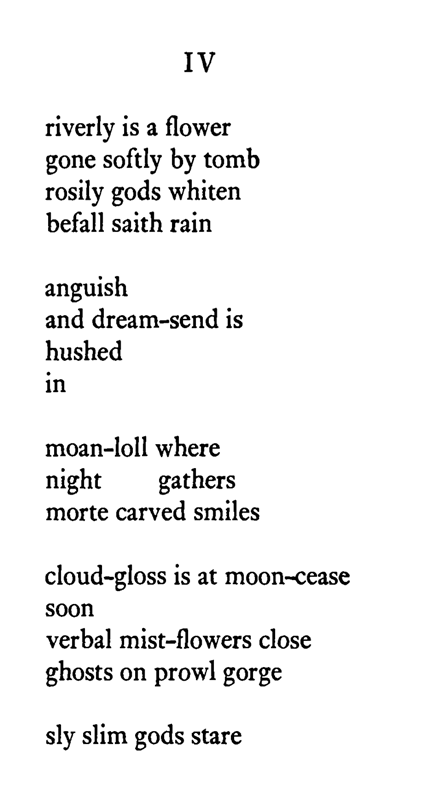 IV
riverly is a flower
gone softly by tomb
rosily gods whiten
befall saith rain
anguish
and dream-send is
hushed
in
moan-loll where
night gathers
morte carved smiles
cloud-gloss is at moon-cease
soon
verbal mist-flowers close
ghosts on prowl gorge
sly slim gods stare